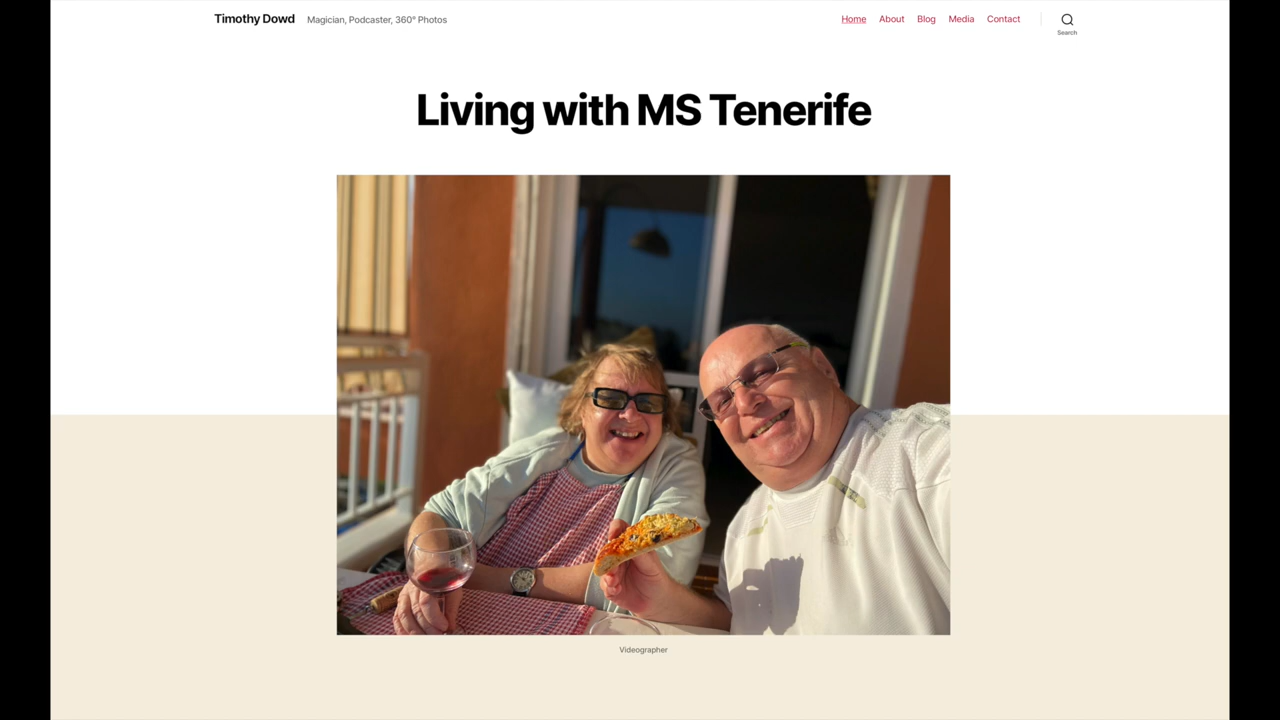 Timothy Dowd Magician, Podcaster, 360° Photos Home About Blog Media Contact
Search
Living with MS Tenerife
Videographer